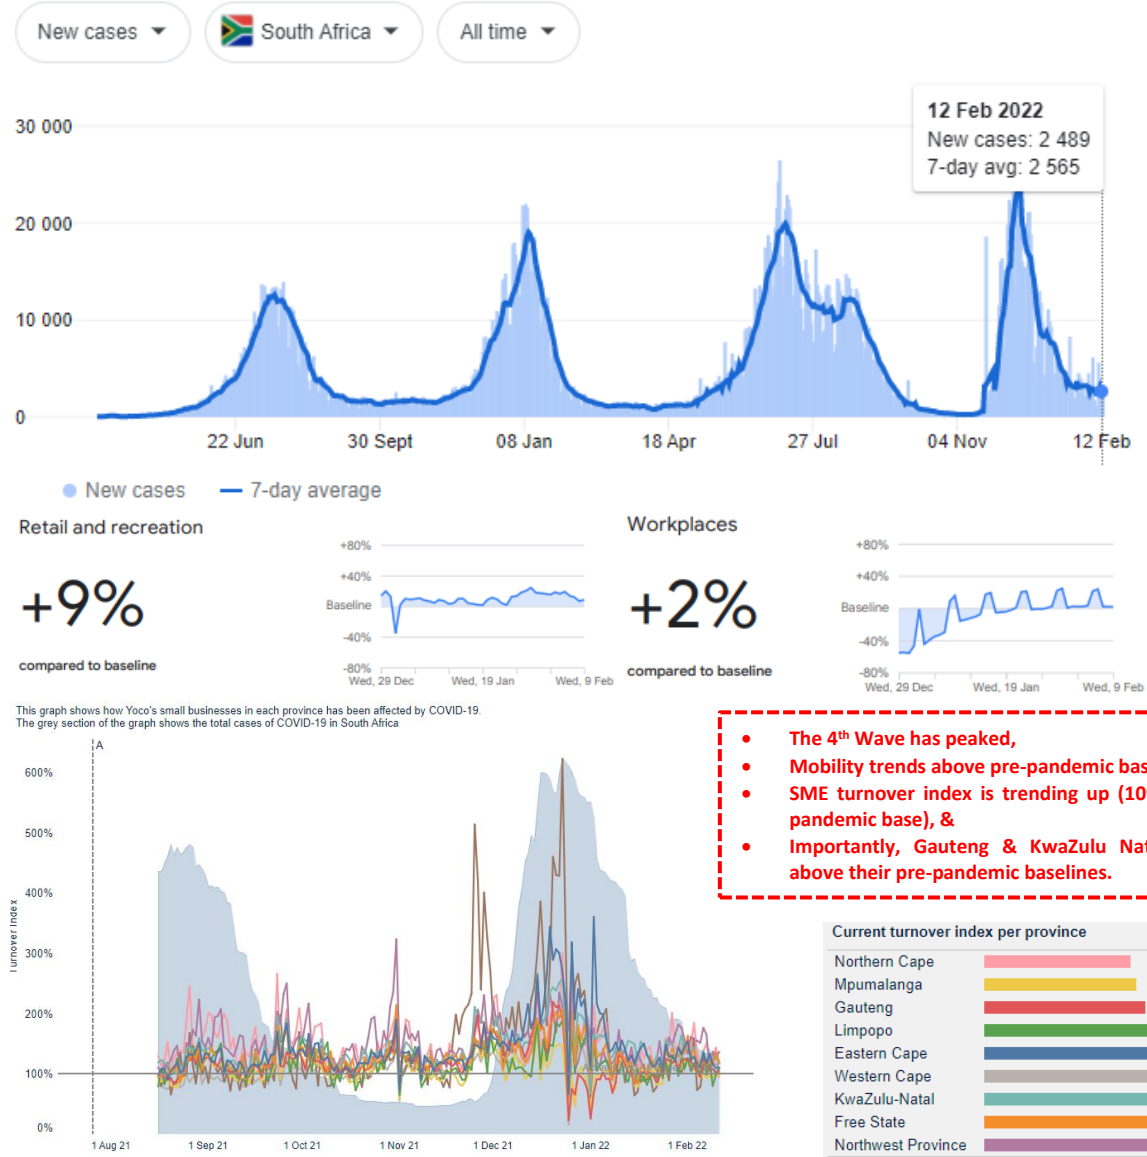 New cases
South Africa
All time
12 Feb 2022
New cases: 2 489
7-day avg: 2 565
30 000
20 000
10 000
0
22 Jun
30 Sept
08 Jan
18 Apr
27 Jul
04 Nov
12 Feb
New cases
7-day average
Retail and recreation
+9%
compared to baseline
+80%
+40%
Baseline
-40%
-80%
Wed, 29 Dec
Wed, 19 Jan
Wed, 9 Feb
Workplaces
+2%
compared to baseline
+80%
+40%
Baseline
-40%
-80%
Wed, 29 Dec
Wed, 19 Jan
Wed, 9 Feb
This graph shows how Yoco's small businesses in each province has been affected by COVID-19.
The grey section of the graph shows the total cases of COVID-19 in South Africa
A
600%
500%
400%
300%
200%
100%
0%
Turnover Index
1 Aug 21
1 Sep 21
1 Oct 21
1 Nov 21
1 Dec 21
1 Jan 22
1 Feb 22
• The 4th Wave has peaked,
• Mobility trends above pre-pandemic bas
• SME turnover index is trending up (10
pandemic base), &
• Importantly, Gauteng & KwaZulu Nat
above their pre-pandemic baselines.
Current turnover index per province
Northern Cape
Mpumalanga
Gauteng
Limpopo
Eastern Cape
Western Cape
KwaZulu-Natal
Free State
Northwest Province